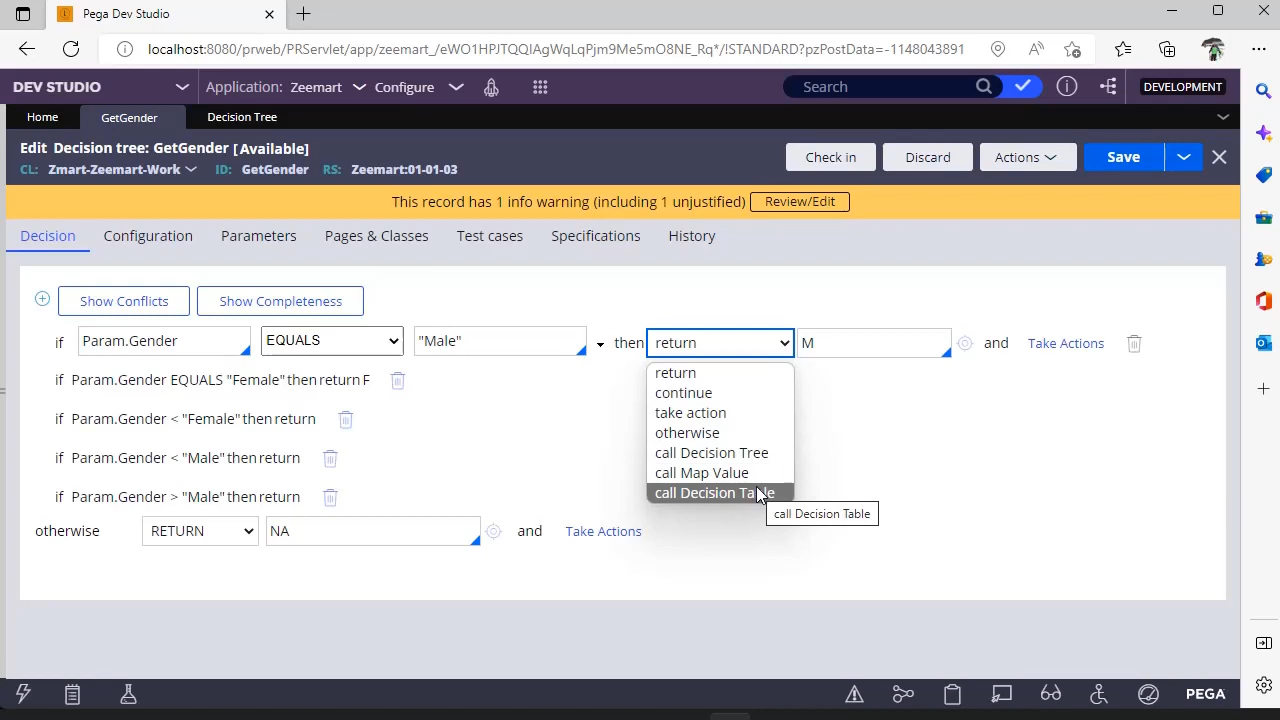 Pega Dev Studio
localhost:8080/prweb/PRServlet/app/zeemart_/eWO1HPJTQQIAgWqLqPjm9Me5mO8NE_Rq*/!STANDARD?pzPostData=-1148043891
DEV STUDIO
Application: Zeemart
Configure
Search
DEVELOPMENT
Home
GetGender
Decision Tree
Edit Decision tree: GetGender [Available]
CL: Zmart-Zeemart-Work
ID: GetGender
RS: Zeemart:01-01-03
Check in
Discard
Actions
Save
This record has 1 info warning (including 1 unjustified)
Review/Edit
Decision
Configuration
Parameters
Pages & Classes
Test cases
Specifications
History
Show Conflicts
Show Completeness
if Param.Gender EQUALS "Male" then return M and Take Actions
return
continue
take action
otherwise
call Decision Tree
call Map Value
call Decision Table
call Decision Table
if Param.Gender EQUALS "Female" then return F
if Param.Gender < "Female" then return
if Param.Gender < "Male" then return
if Param.Gender > "Male" then return
otherwise RETURN NA and Take Actions
PEGA